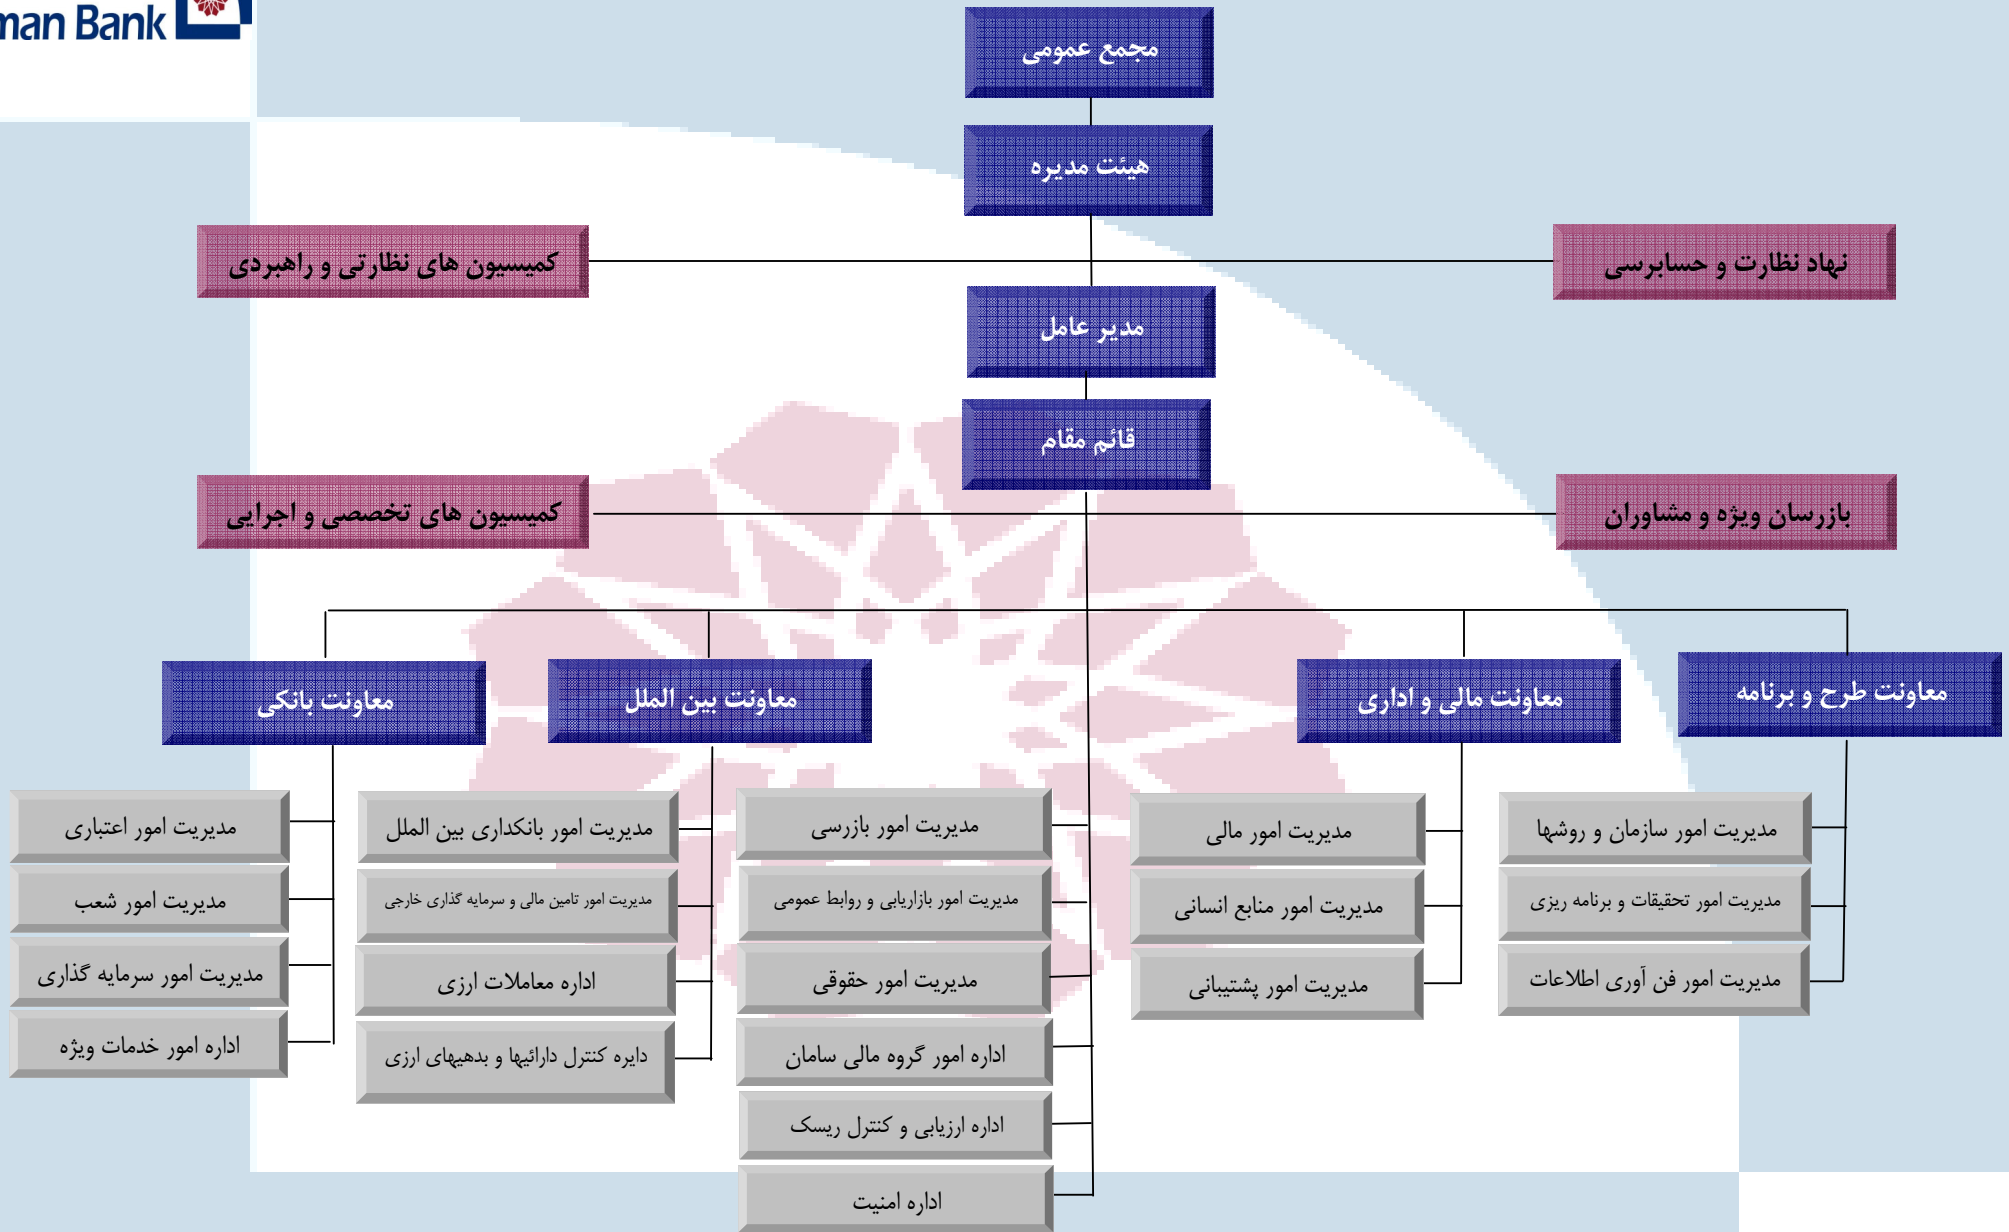 man Bank
مجمع عمومی
هیئت مدیره
نهاد نظارت و حسابرسی
کمیسیون های نظارتی و راهبردی
مدیر عامل
قائم مقام
بازرسان ویژه و مشاوران
کمیسیون های تخصصی و اجرایی
معاونت طرح و برنامه
معاونت مالی و اداری
معاونت بین الملل
معاونت بانکی
مدیریت امور سازمان و روشها
مدیریت امور تحقیقات و برنامه ریزی
مدیریت امور فن آوری اطلاعات
مدیریت امور مالی
مدیریت امور منابع انسانی
مدیریت امور پشتیبانی
مدیریت امور بازرسی
مدیریت امور بازاریابی و روابط عمومی
مدیریت امور حقوقی
اداره امور گروه مالی سامان
اداره ارزیابی و کنترل ریسک
اداره امنیت
مدیریت امور بانکداری بین الملل
مدیریت امور تامین مالی و سرمایه گذاری خارجی
اداره معاملات ارزی
دایره کنترل دارائیها و بدهیهای ارزی
مدیریت امور اعتباری
مدیریت امور شعب
مدیریت امور سرمایه گذاری
اداره امور خدمات ویژه